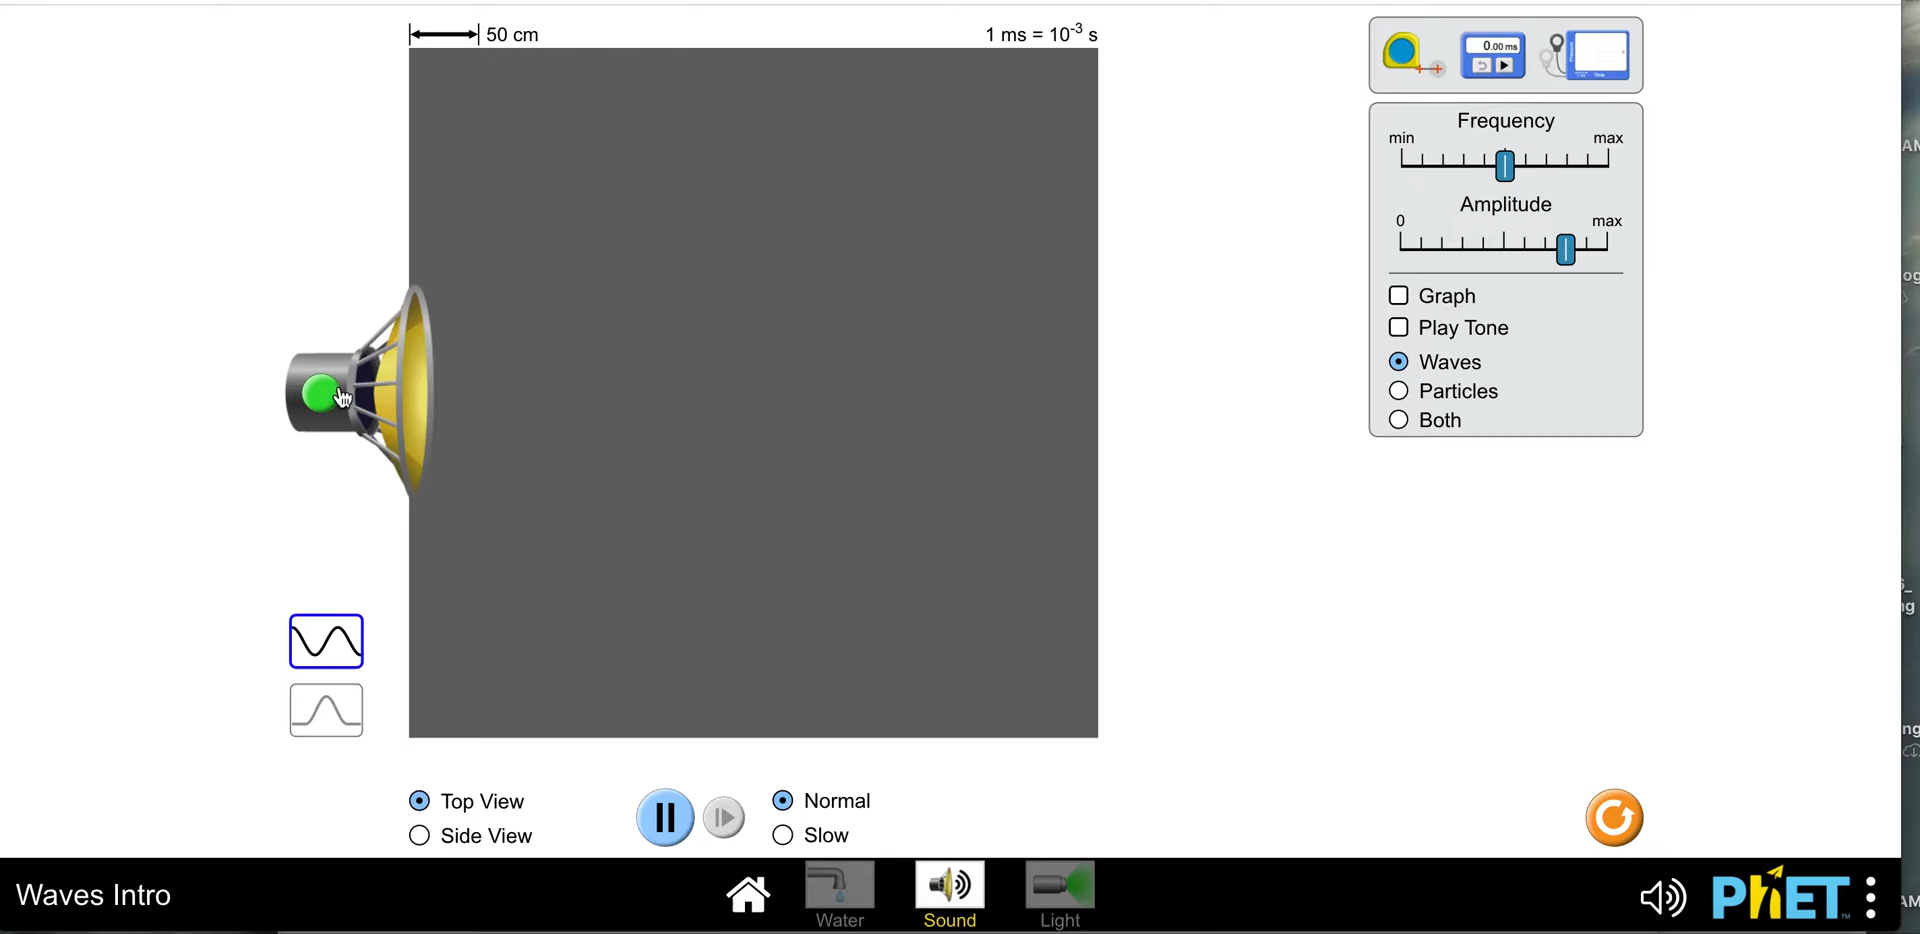 50 cm
1 ms = 10⁻³ s
0.00 ms
Frequency
min max
Amplitude
0 max
Graph
Play Tone
Waves
Particles
Both
Top View
Side View
Normal
Slow
Waves Intro
Water
Sound
Light
PhET